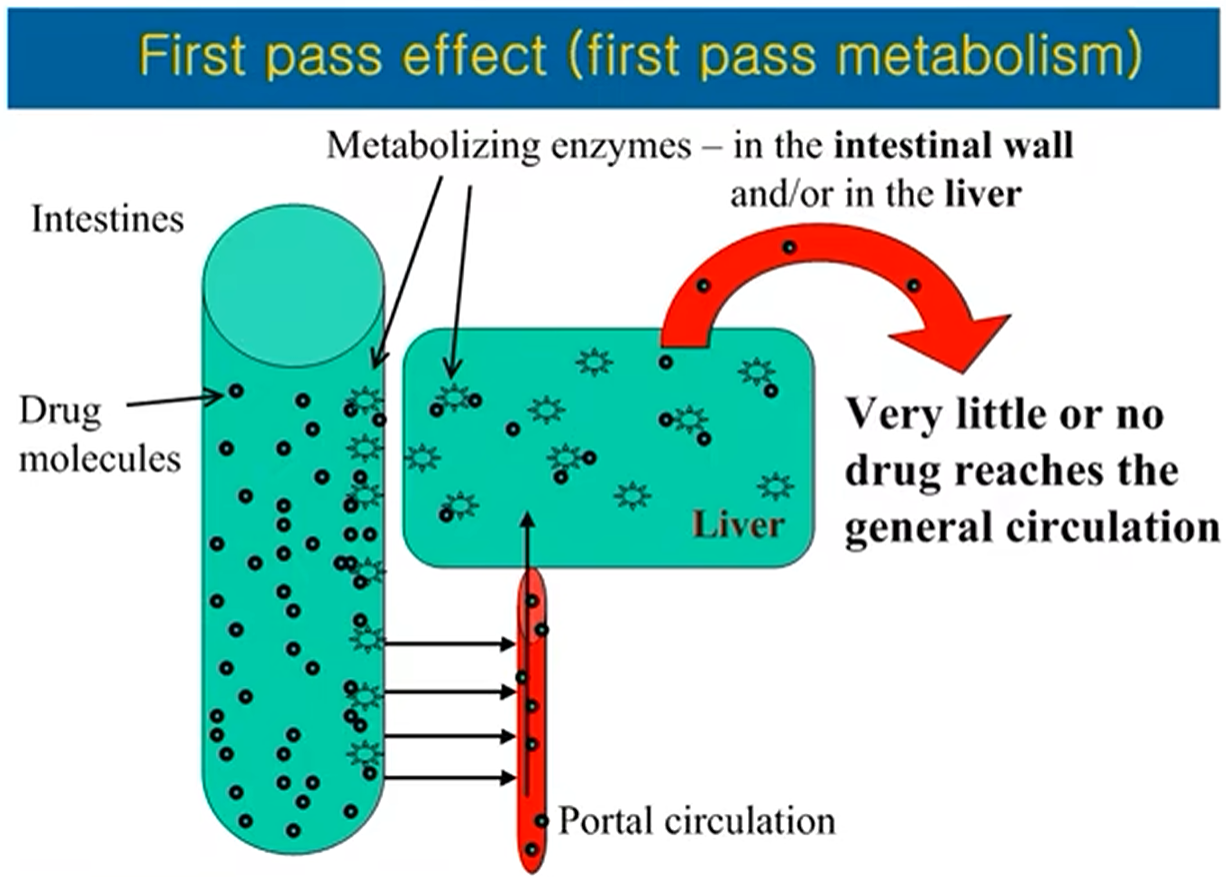 First pass effect (first pass metabolism)
Metabolizing enzymes – in the intestinal wall
and/or in the liver
Intestines
Drug
molecules
Very little or no
drug reaches the
general circulation
Liver
Portal circulation